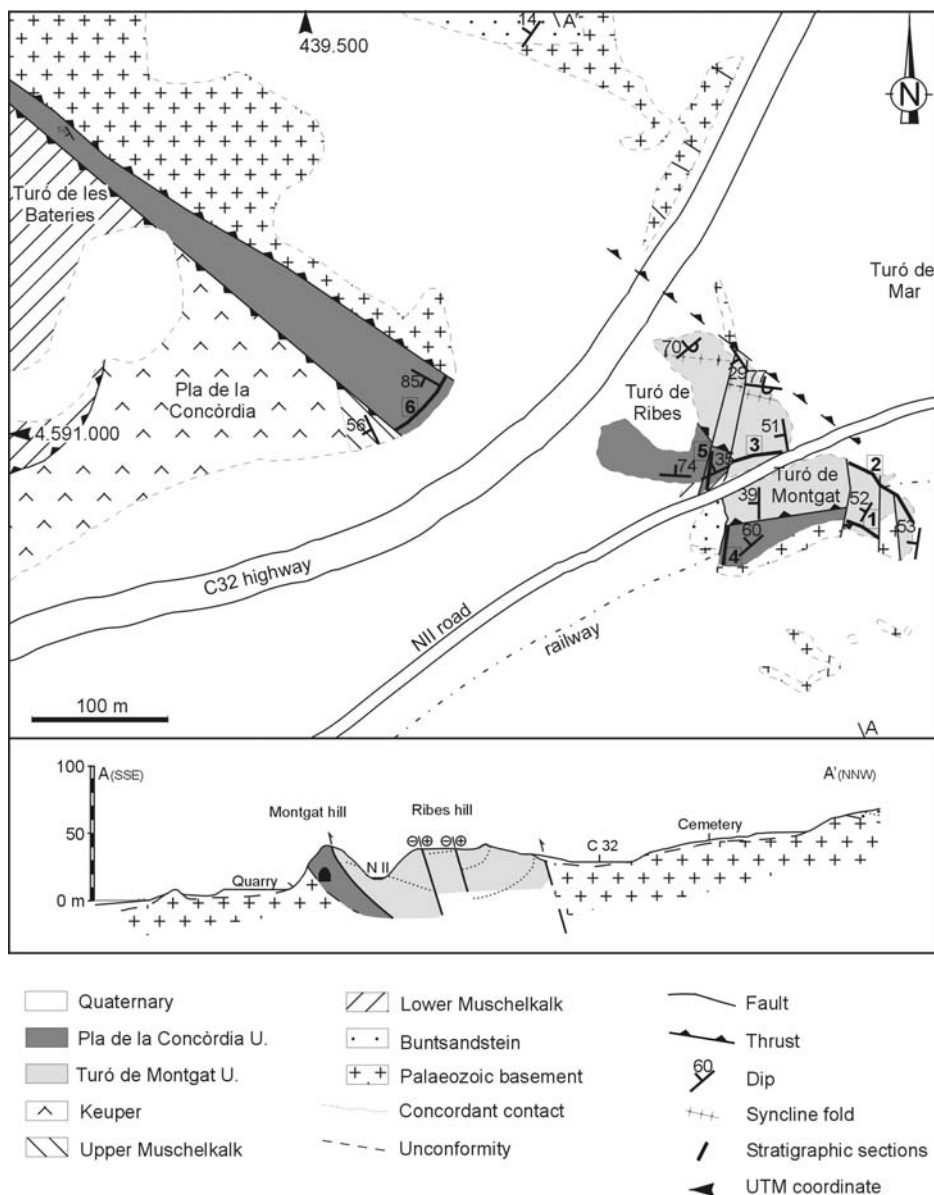 14
A'
439.500
N
Turó de les
Bateries
Turó de
Mar
70
29
77
Pla de la
Concòrdia
85
6
Turó de
Ribes
51
4.591.000
56
5
3
35
74
2
Turó de
Montgat
39
52
1
60
53
4
C32 highway
NII road
railway
100 m
A
100
A(SSE)
A'(NNW)
Montgat hill
Ribes hill
50
N II
C 32
Cemetery
Quarry
0 m
Quaternary
Lower Muschelkalk
Fault
Pla de la Concòrdia U.
Buntsandstein
Thrust
Turó de Montgat U.
Palaeozoic basement
60
Dip
Keuper
Concordant contact
Syncline fold
Upper Muschelkalk
Unconformity
Stratigraphic sections
UTM coordinate